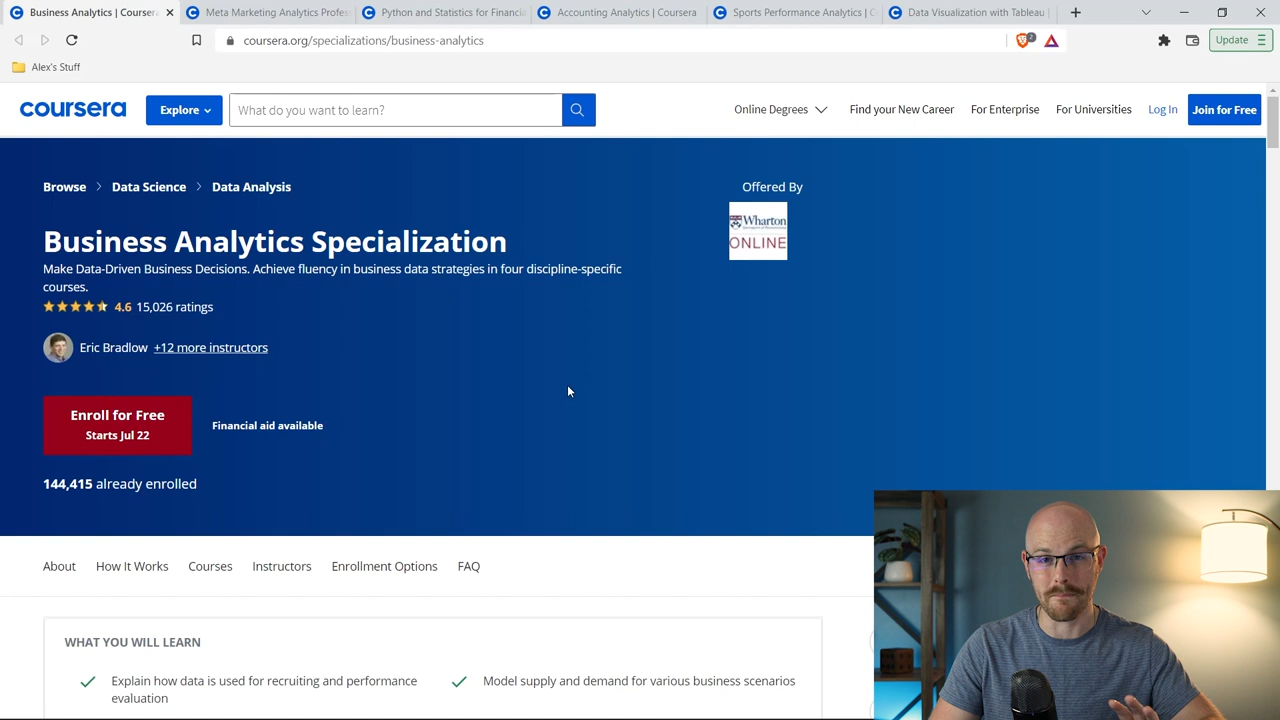 Business Analytics | Coursera
Meta Marketing Analytics Profes
Python and Statistics for Financia
Accounting Analytics | Coursera
Sports Performance Analytics | C
Data Visualization with Tableau |
coursera.org/specializations/business-analytics
2
Update
Alex's Stuff
coursera
Explore
What do you want to learn?
Online Degrees
Find your New Career
For Enterprise
For Universities
Log In
Join for Free
Browse > Data Science > Data Analysis
Offered By
Wharton
ONLINE
Business Analytics Specialization
Make Data-Driven Business Decisions. Achieve fluency in business data strategies in four discipline-specific
courses.
4.6 15,026 ratings
Eric Bradlow +12 more instructors
Enroll for Free
Starts Jul 22
Financial aid available
144,415 already enrolled
About
How It Works
Courses
Instructors
Enrollment Options
FAQ
WHAT YOU WILL LEARN
Explain how data is used for recruiting and performance
evaluation
Model supply and demand for various business scenarios